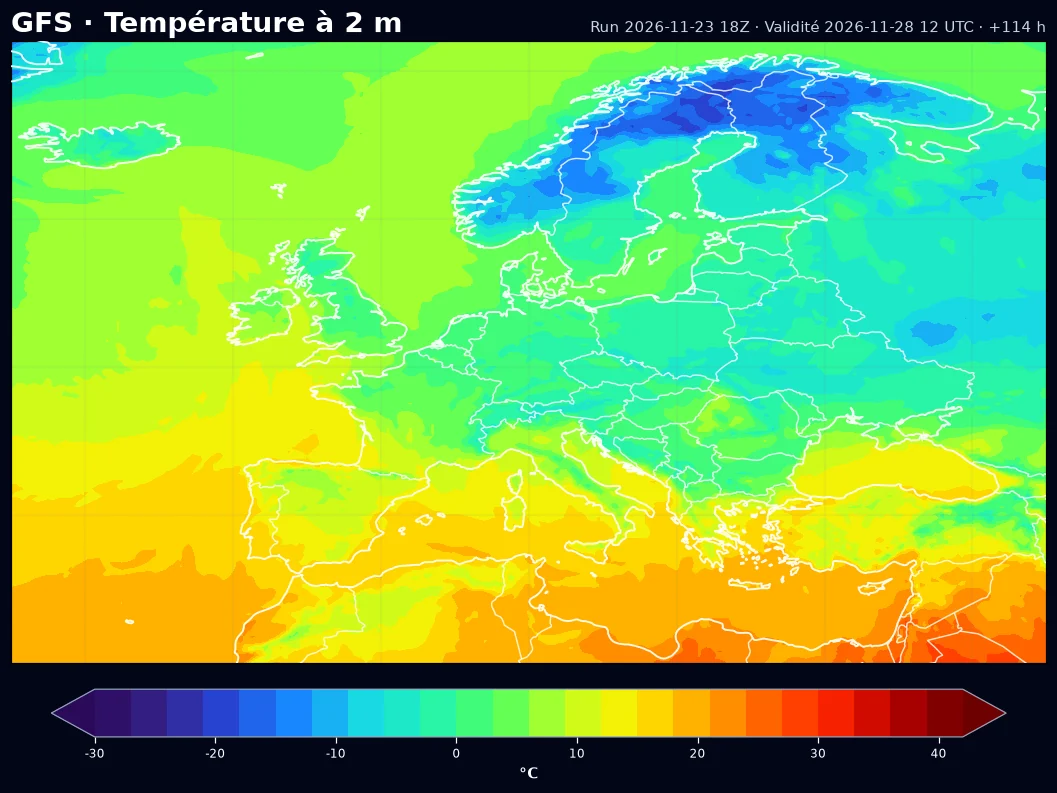 GFS · Température à 2 m
Run 2026-11-23 18Z · Validité 2026-11-28 12 UTC · +114 h
-30 -20 -10 0 10 20 30 40
°C